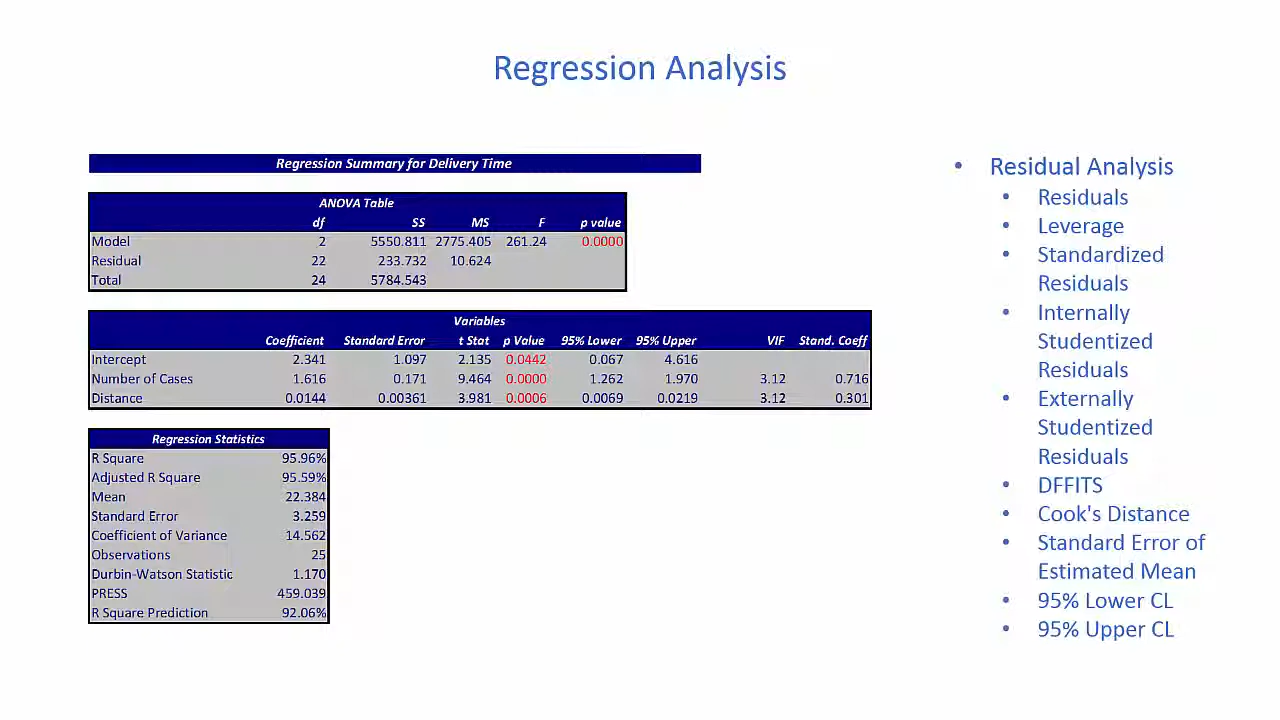 Regression Analysis
Regression Summary for Delivery Time
ANOVA Table
df SS MS F p value
Model 2 5550.811 2775.405 261.24 0.0000
Residual 22 233.732 10.624
Total 24 5784.543
Variables
Coefficient Standard Error t Stat p Value 95% Lower 95% Upper VIF Stand. Coeff
Intercept 2.341 1.097 2.135 0.0442 0.067 4.616
Number of Cases 1.616 0.171 9.464 0.0000 1.262 1.970 3.12 0.716
Distance 0.0144 0.00361 3.981 0.0006 0.0069 0.0219 3.12 0.301
Regression Statistics
R Square 95.96%
Adjusted R Square 95.59%
Mean 22.384
Standard Error 3.259
Coefficient of Variance 14.562
Observations 25
Durbin-Watson Statistic 1.170
PRESS 459.039
R Square Prediction 92.06%
• Residual Analysis
• Residuals
• Leverage
• Standardized
Residuals
• Internally
Studentized
Residuals
• Externally
Studentized
Residuals
• DFFITS
• Cook's Distance
• Standard Error of
Estimated Mean
• 95% Lower CL
• 95% Upper CL